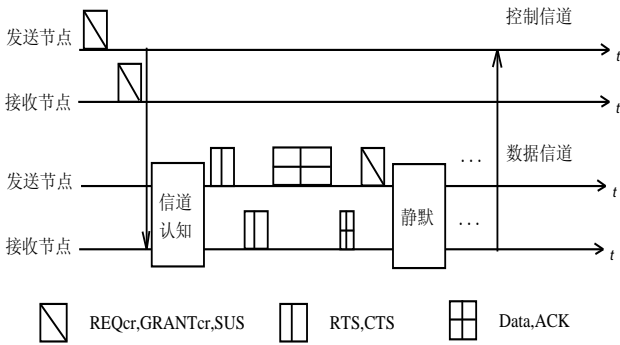 控制信道
发送节点
t
接收节点
t
数据信道
...
发送节点
t
信道
认知
静默
...
接收节点
t
REQcr,GRANTcr,SUS
RTS,CTS
Data,ACK